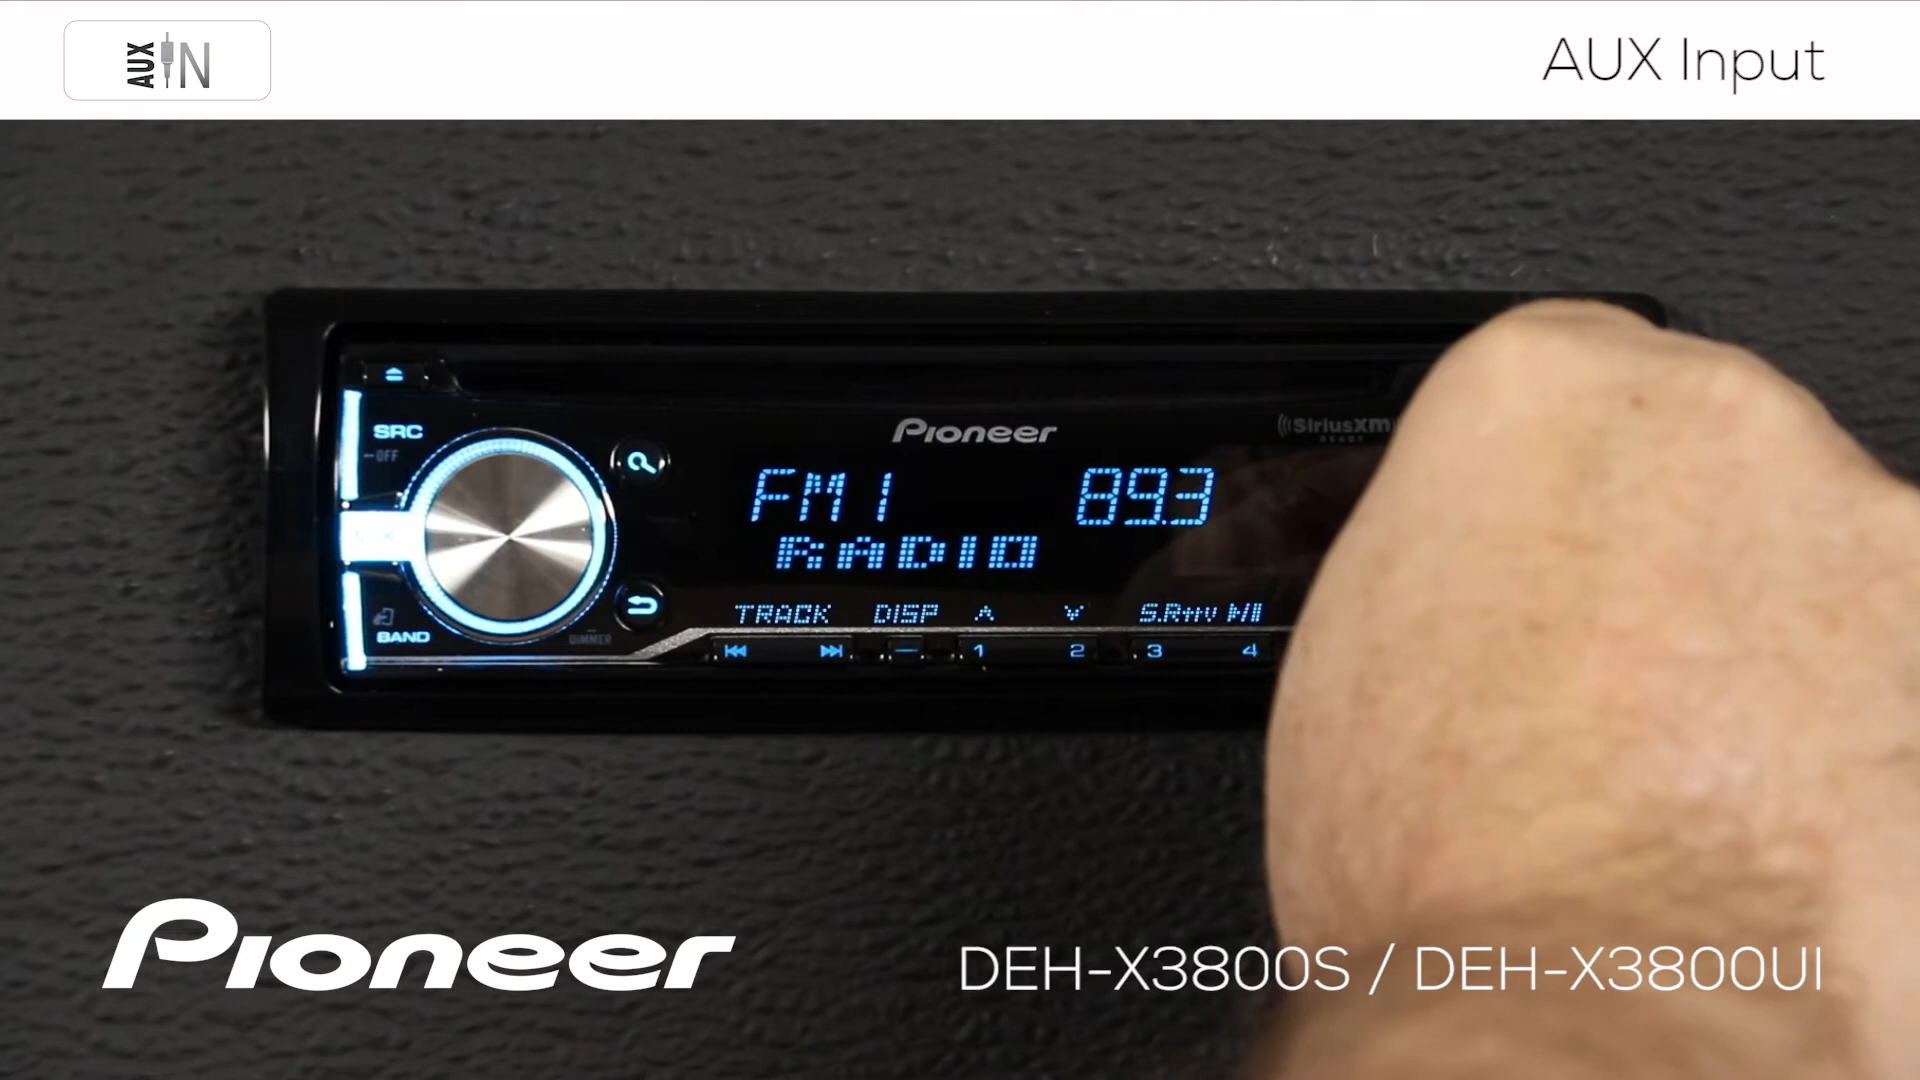 AUX IN
AUX Input
SRC
OFF
Pioneer
SiriusXM
READY
FM1 89.3
RADIO
BAND
DIMMER
TRACK DISP S.Rtrv
1 2 3 4
Pioneer
DEH-X3800S / DEH-X3800UI